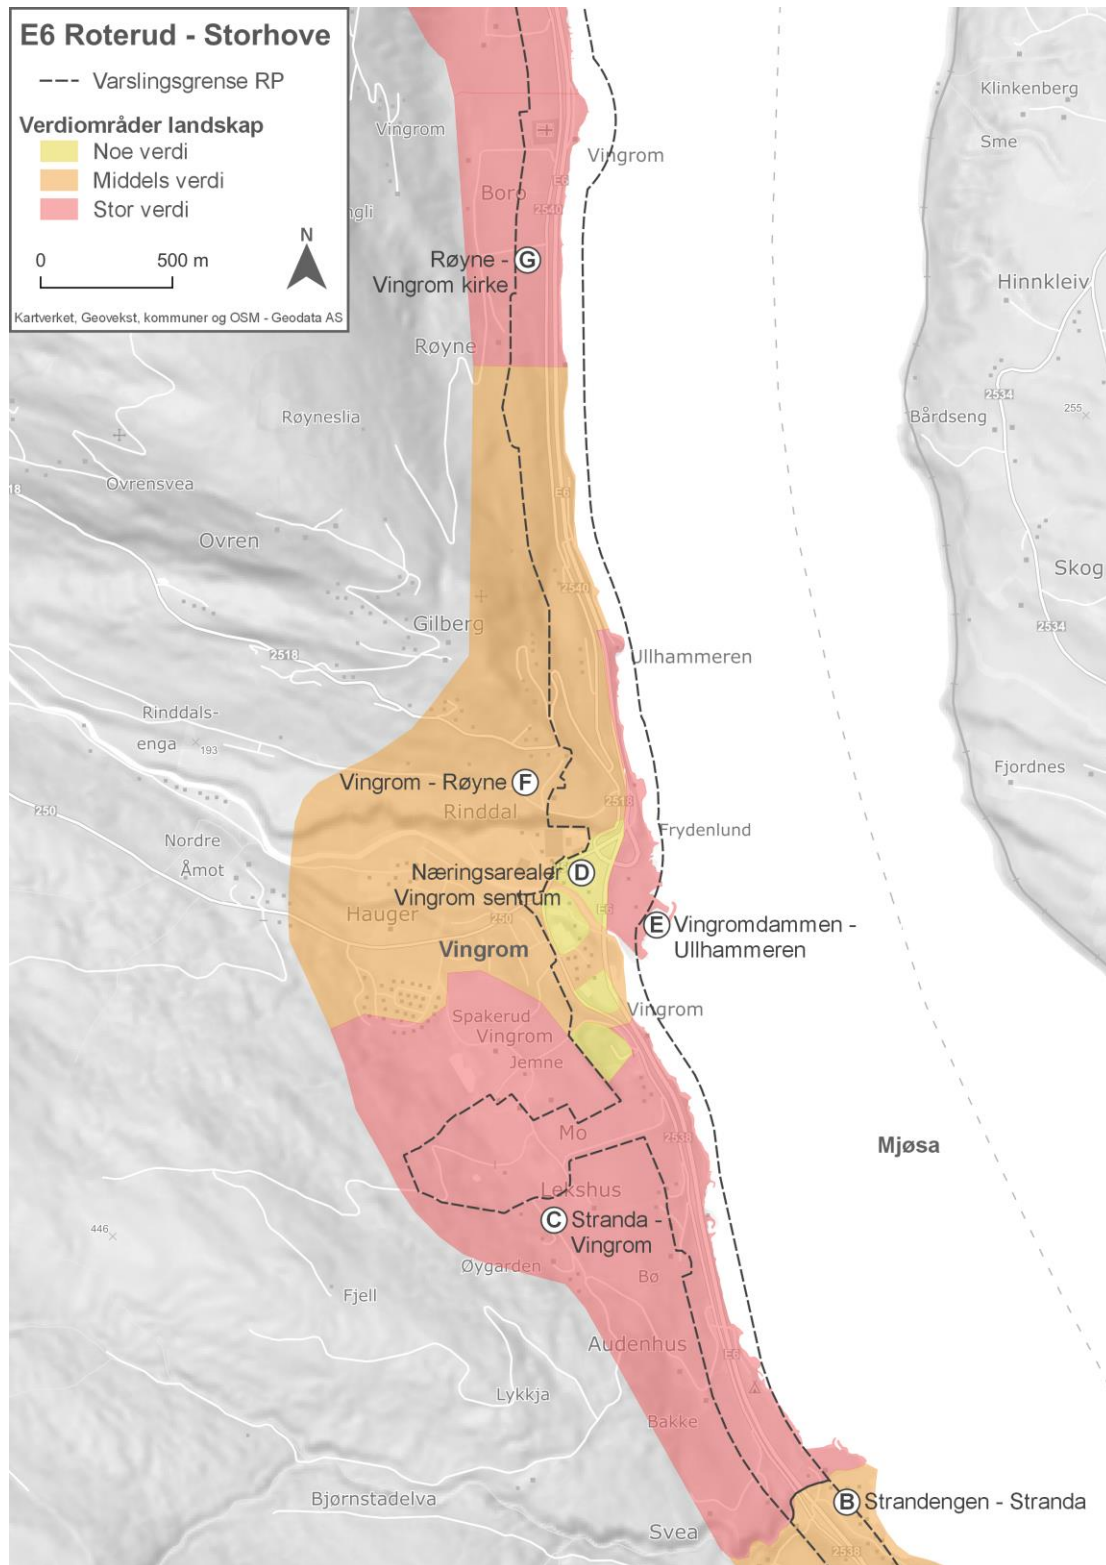 E6 Roterud - Storhove
Varslingsgrense RP
Verdiområder landskap
Noe verdi
Middels verdi
Stor verdi
0 500 m
N
Kartverket, Geovekst, kommuner og OSM - Geodata AS
Klinkenberg
Sme
Vingrom
Vingrom
E6
Boro
2540
ngli
Røyne -
Vingrom kirke
G
Hinnkleiv
Røyne
2534
255
Røyneslia
Bårdseng
Ovrensvea
18
E6
Ovren
Skog
2540
Gilberg
2534
2518
Ullhammeren
Rinddals-
enga
193
Vingrom - Røyne
F
Fjordnes
250
Rinddal
2518
Frydenlund
Nordre
Åmot
Næringsarealer
Vingrom sentrum
D
Hauger
250
E6
E
Vingromdammen -
Ullhammeren
Vingrom
Spakerud
Vingrom
Vingrom
Jemne
Mo
2538
Mjøsa
Lekshus
446
C
Stranda -
Vingrom
Øygarden
Bø
Fjell
Audenhus
E6
Lykkja
Bakke
Bjørnstadelva
B
Strandengen - Stranda
Svea
2538